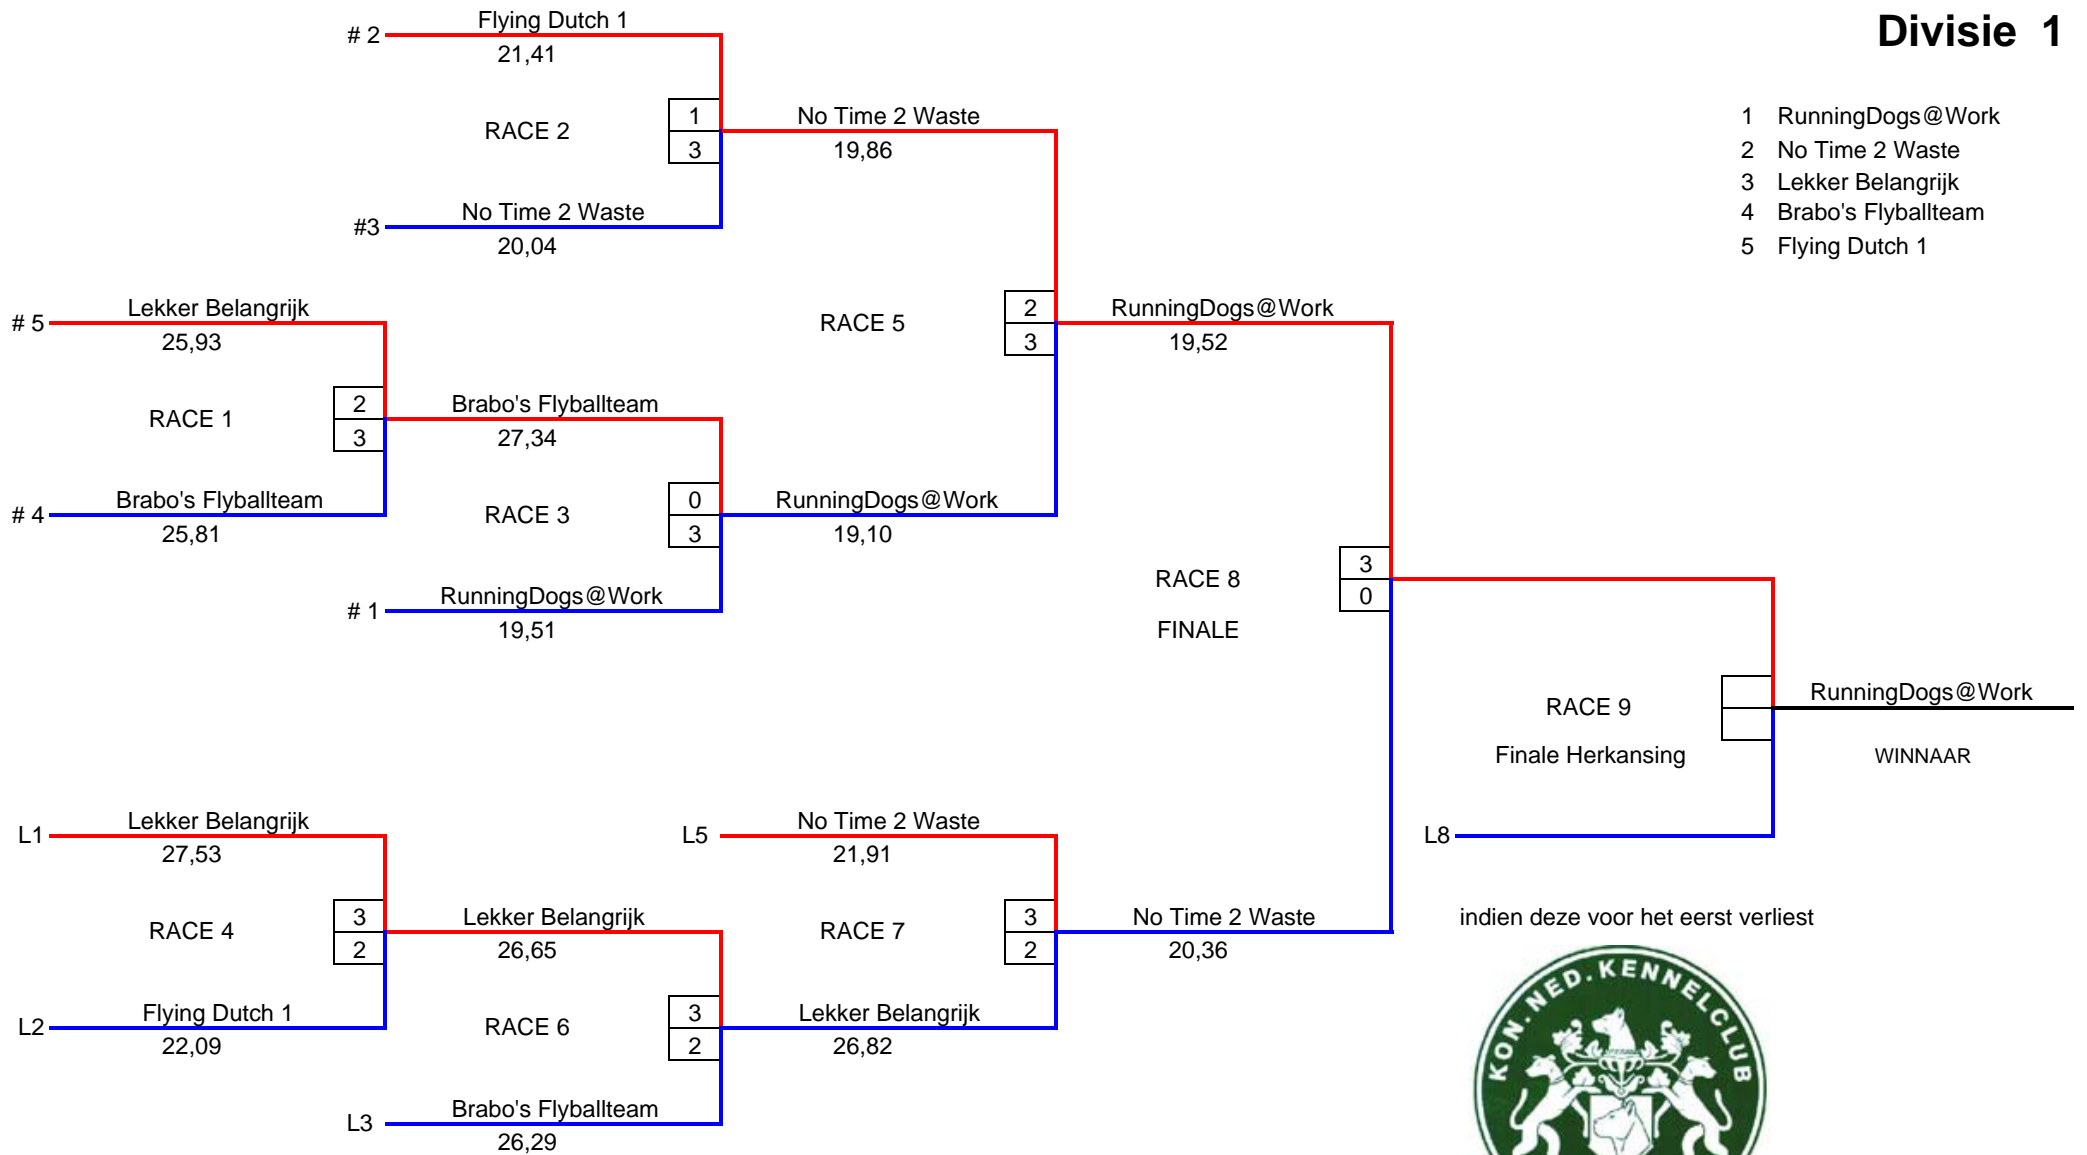 Divisie 1
1 RunningDogs@Work
2 No Time 2 Waste
3 Lekker Belangrijk
4 Brabo's Flyballteam
5 Flying Dutch 1
# 2
Flying Dutch 1
21,41
RACE 2
1
3
#3
No Time 2 Waste
20,04
No Time 2 Waste
19,86
# 5
Lekker Belangrijk
25,93
RACE 1
2
3
# 4
Brabo's Flyballteam
25,81
Brabo's Flyballteam
27,34
RACE 3
0
3
# 1
RunningDogs@Work
19,51
RACE 5
2
3
RunningDogs@Work
19,10
RunningDogs@Work
19,52
RACE 8
FINALE
3
0
RACE 9
Finale Herkansing
RunningDogs@Work
WINNAAR
L8
indien deze voor het eerst verliest
L1
Lekker Belangrijk
27,53
RACE 4
3
2
L2
Flying Dutch 1
22,09
Lekker Belangrijk
26,65
RACE 6
3
2
L3
Brabo's Flyballteam
26,29
L5
No Time 2 Waste
21,91
RACE 7
3
2
Lekker Belangrijk
26,82
No Time 2 Waste
20,36
KON.NED.KENNELCLUB